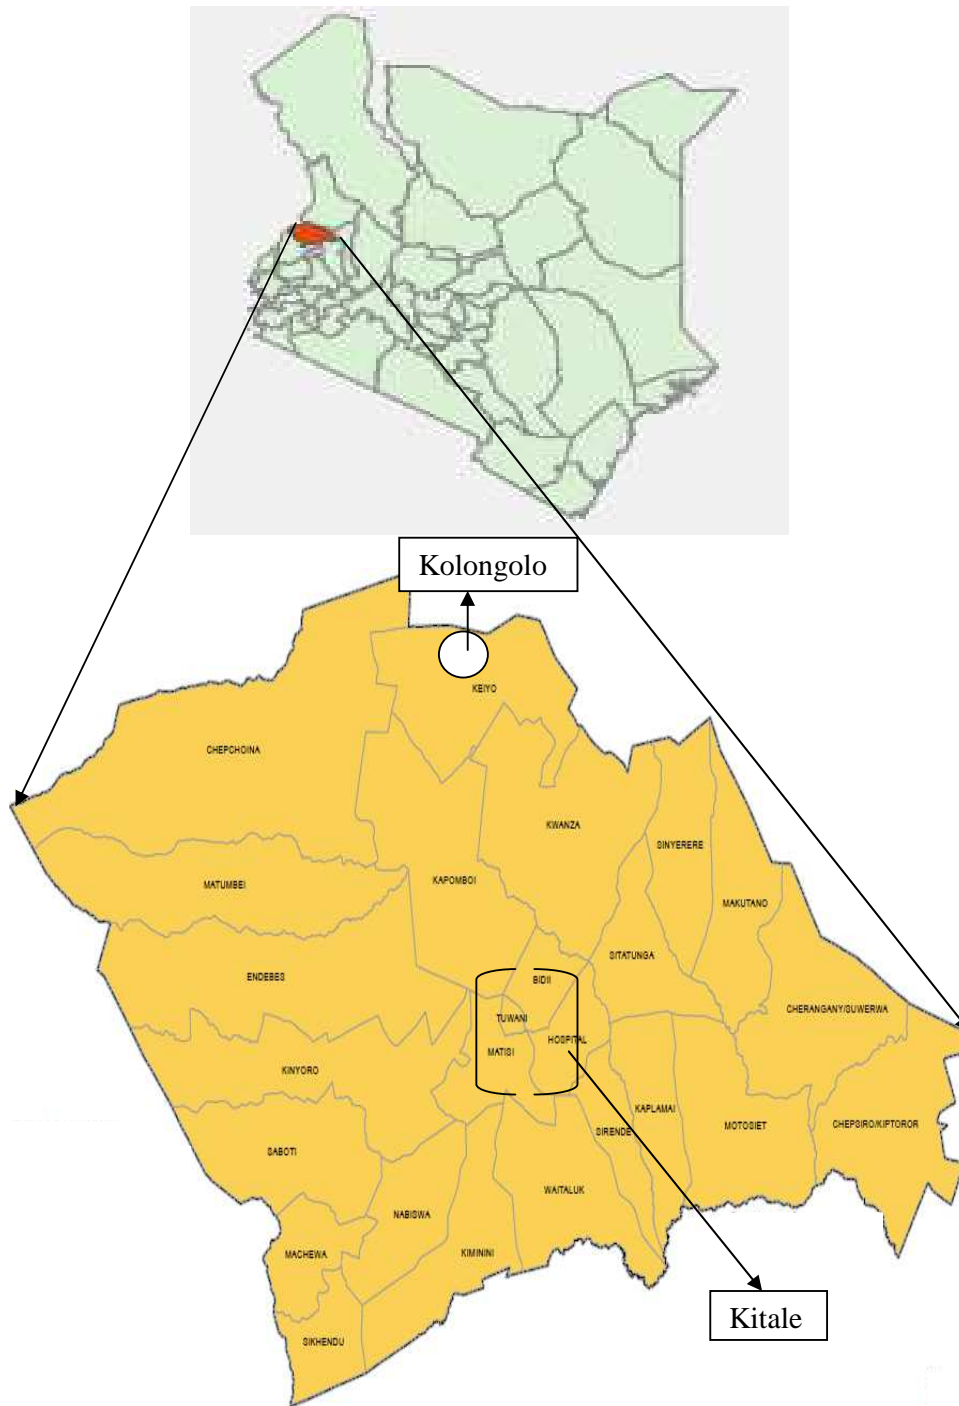 Kolongolo
KEIYO
CHEPCHOINA
KWANZA
SINYERERE
KAPOMBOI
MATUMBEI
MAKUTANO
SITATUNGA
ENDEBES
BIDII
CHERANGANY/SUWERWA
TUWANI
HOSPITAL
MATISI
KINYORO
KAPLAMAI
MOTOSIET
CHEPSIRO/KIPTOROR
SIRENDE
SABOTI
WAITALUK
NABISWA
MACHEWA
KIMININI
Kitale
SIKHENDU